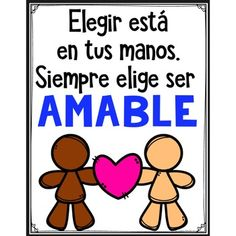 Elegir está
en tus manos.
Siempre elige ser
AMABLE